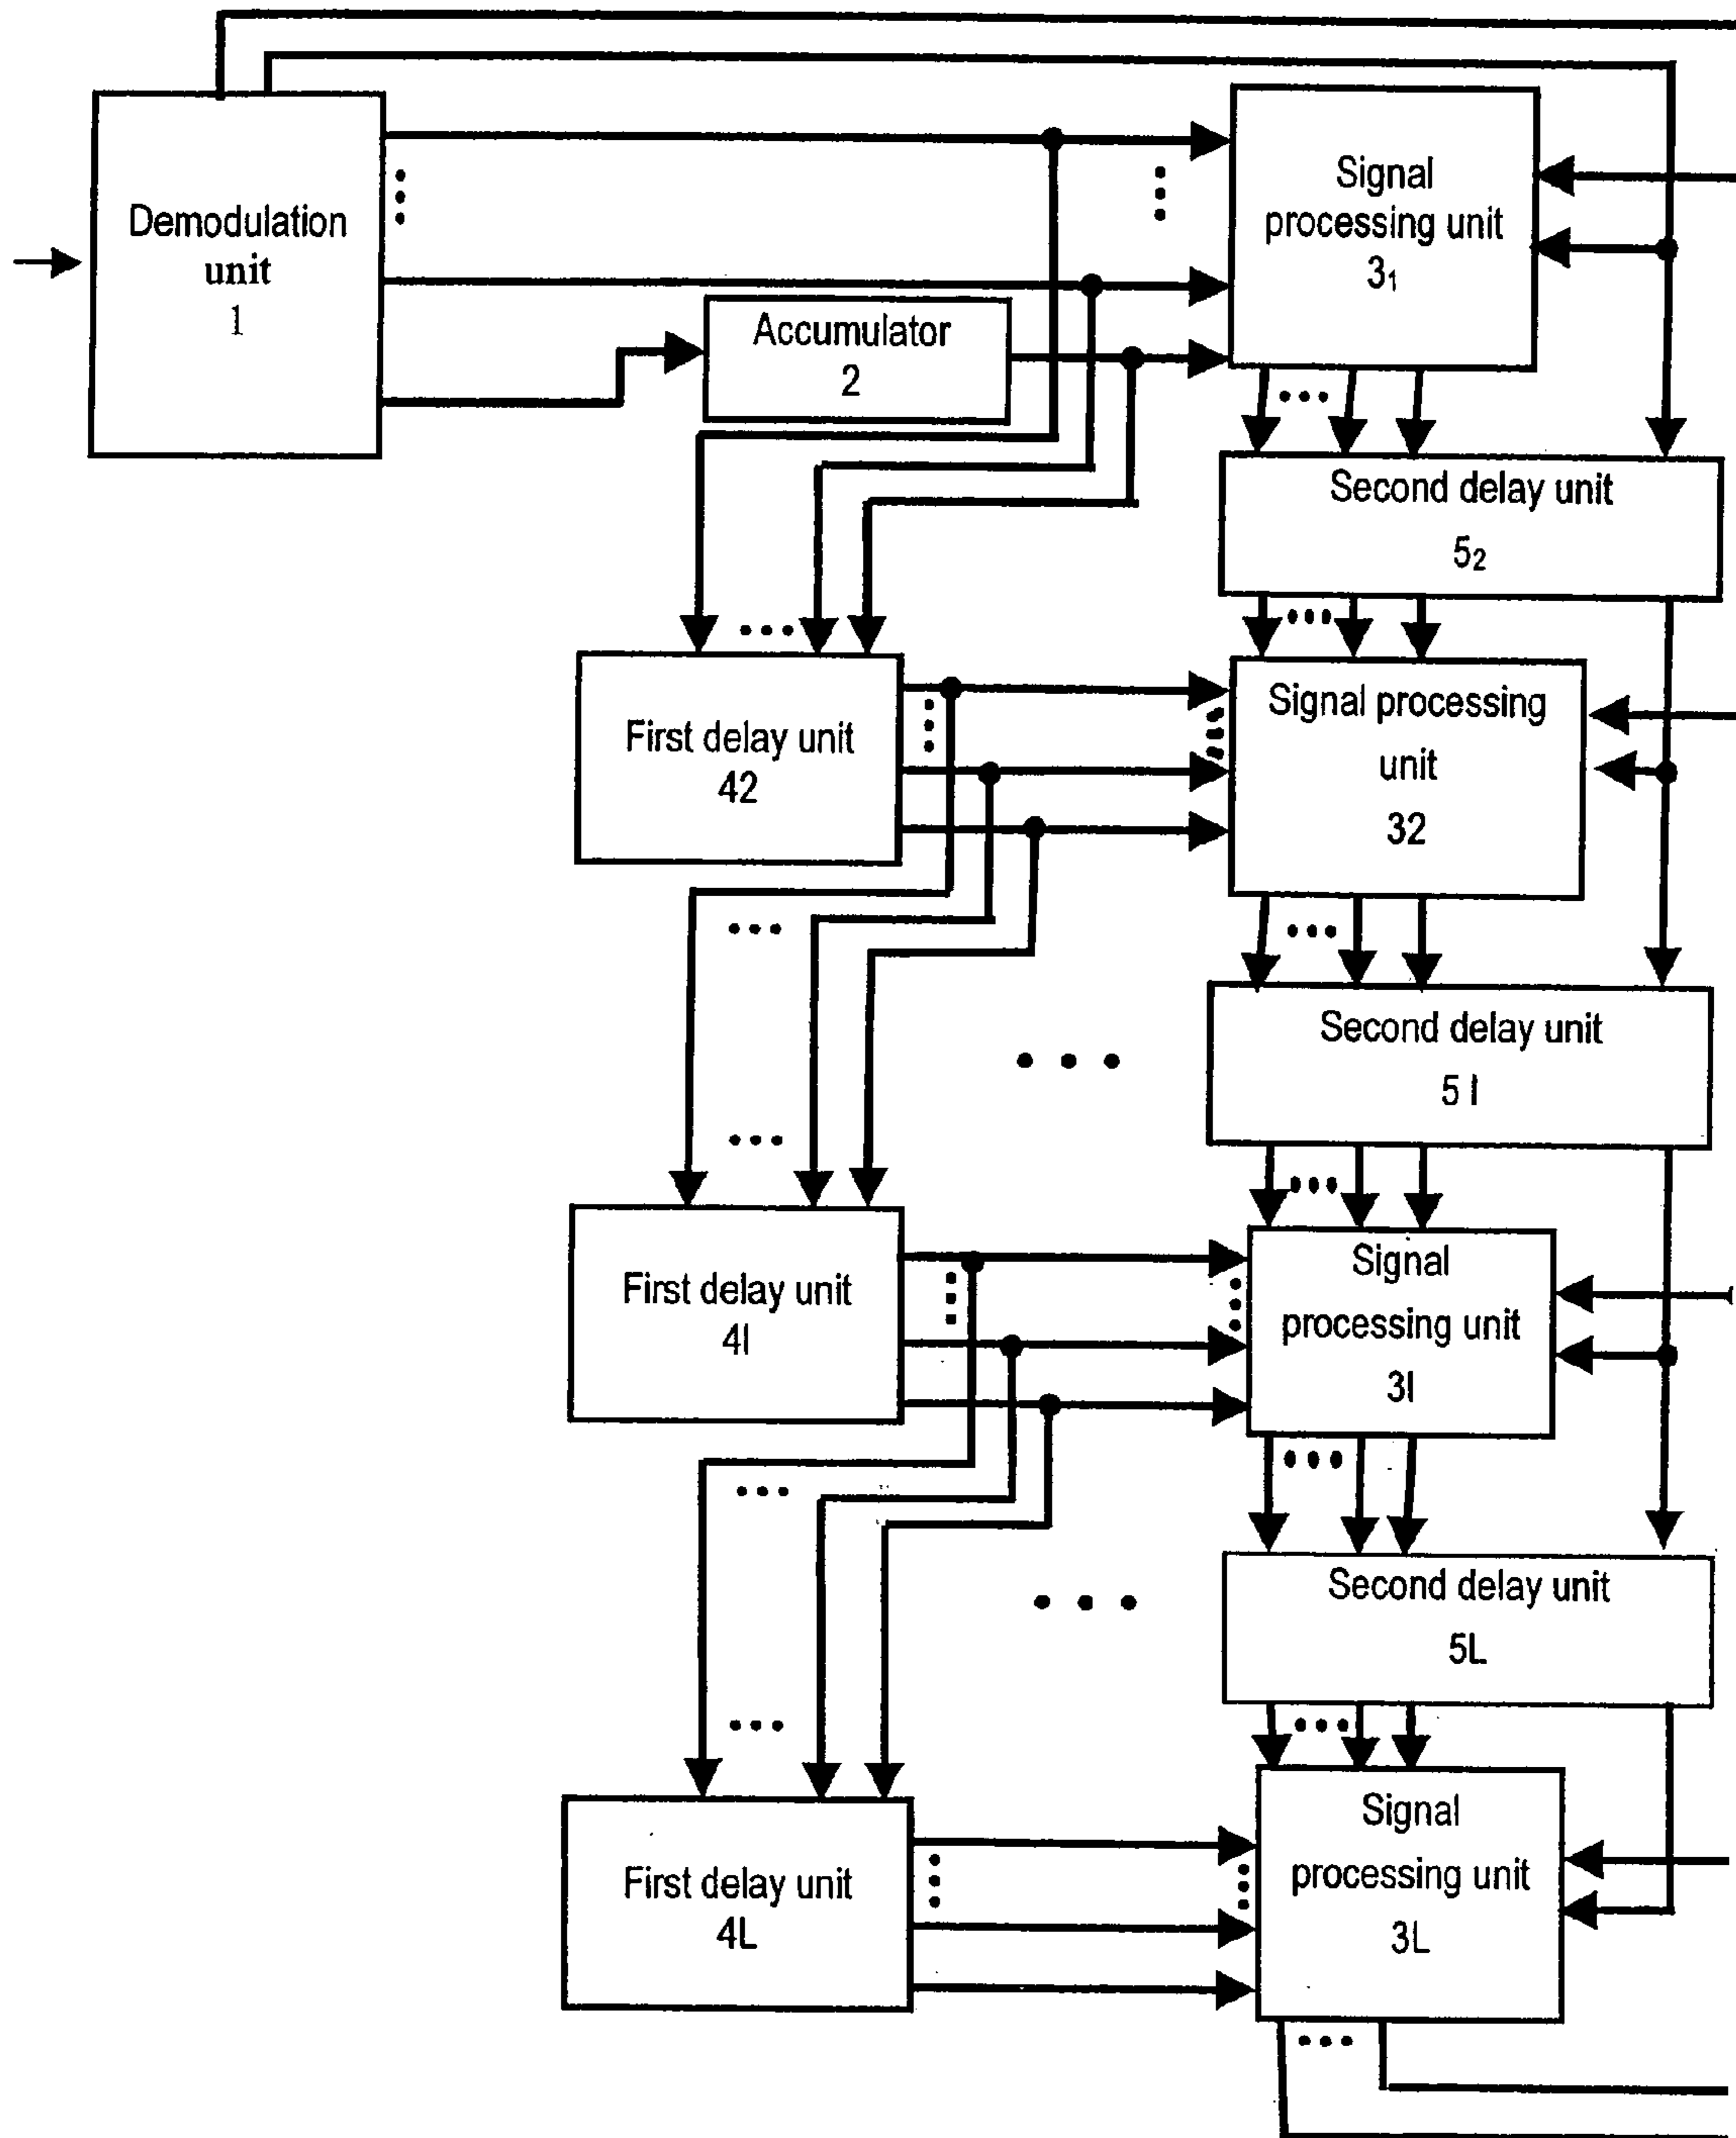 Demodulation
unit
1
Signal
processing unit
3₁
Accumulator
2
Second delay unit
5₂
First delay unit
42
Signal processing
unit
32
Second delay unit
5 I
First delay unit
4I
Signal
processing unit
3I
Second delay unit
5L
First delay unit
4L
Signal
processing unit
3L